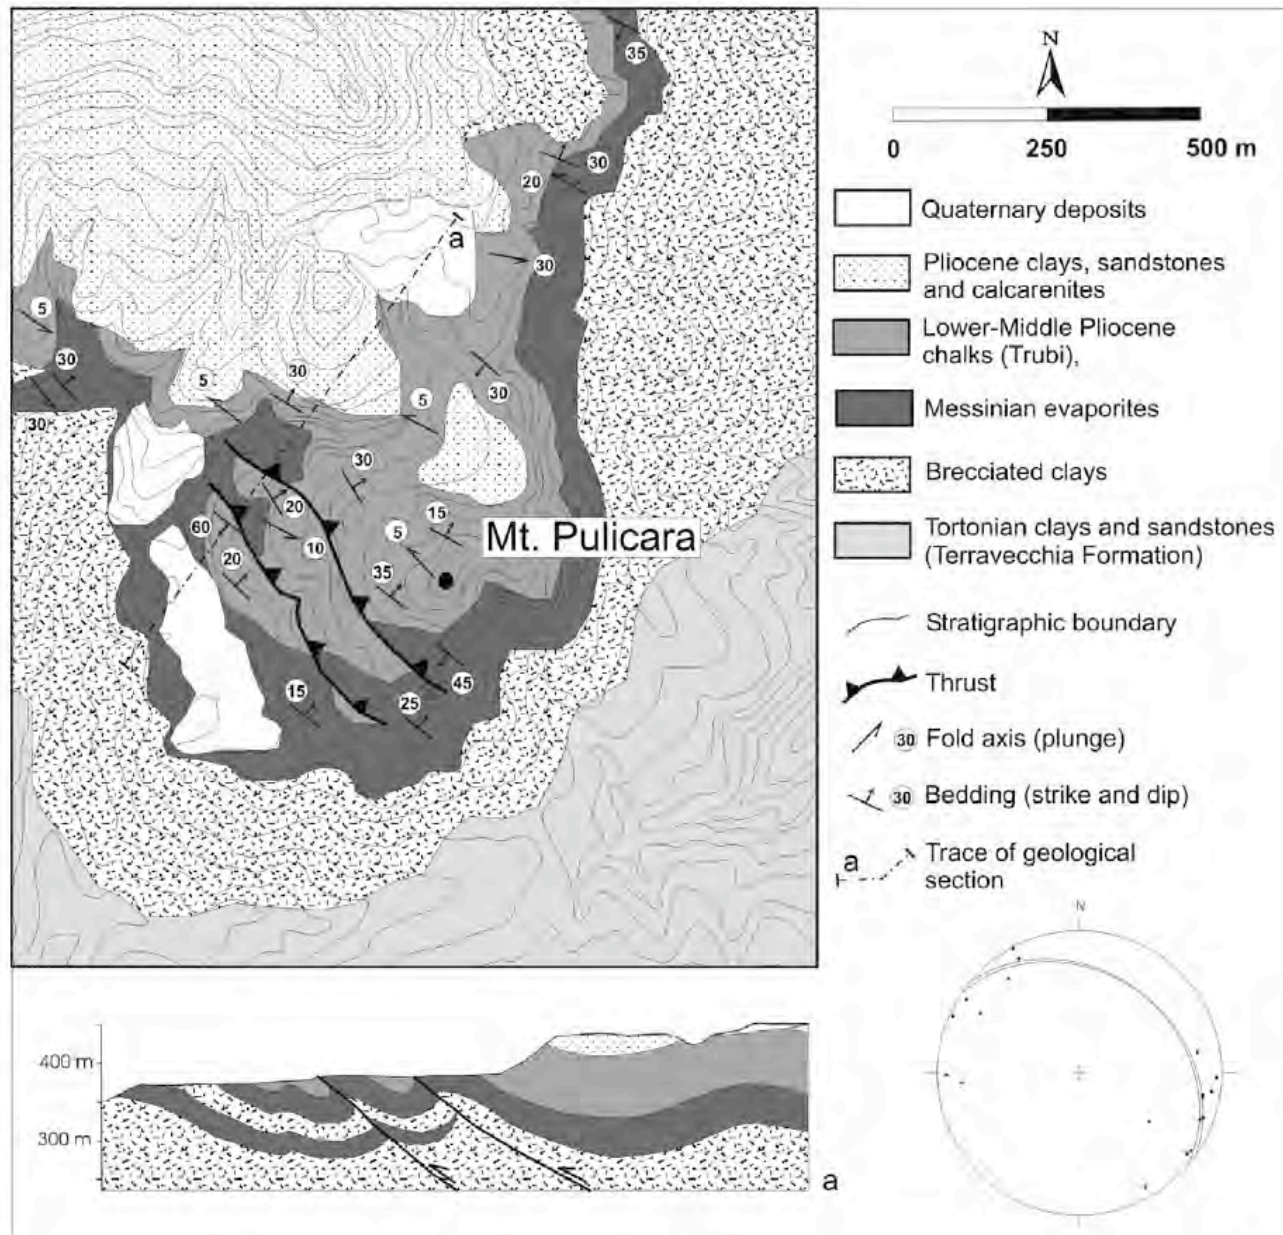 35
30
20
a
30
5
30
5
30
5
30
30
30
20
15
60
5
10
20
Mt. Pulicara
35
45
15
25
N
0 250 500 m
Quaternary deposits
Pliocene clays, sandstones
and calcarenites
Lower-Middle Pliocene
chalks (Trubi),
Messinian evaporites
Brecciated clays
Tortonian clays and sandstones
(Terravecchia Formation)
Stratigraphic boundary
Thrust
30 Fold axis (plunge)
30 Bedding (strike and dip)
a Trace of geological
section
N
400 m
300 m
a